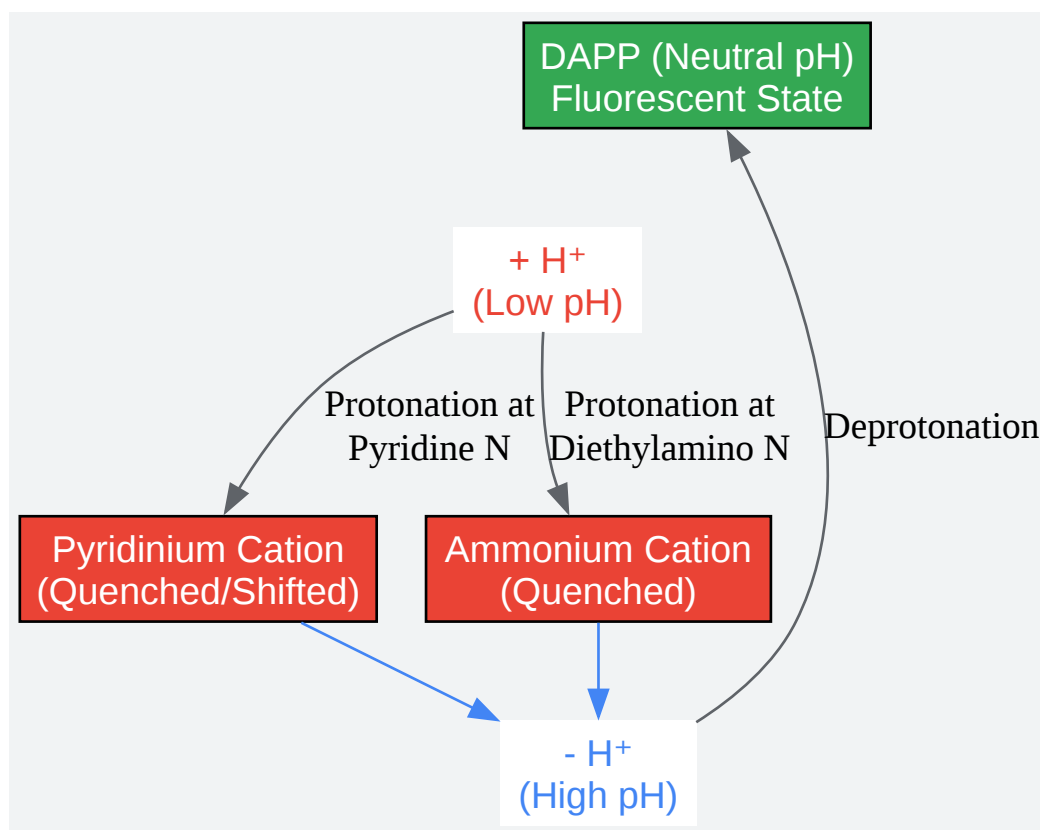 DAPP (Neutral pH)
Fluorescent State
+ H⁺
(Low pH)
Protonation at
Pyridine N
Protonation at
Diethylamino N
Deprotonation
Pyridinium Cation
(Quenched/Shifted)
Ammonium Cation
(Quenched)
- H⁺
(High pH)